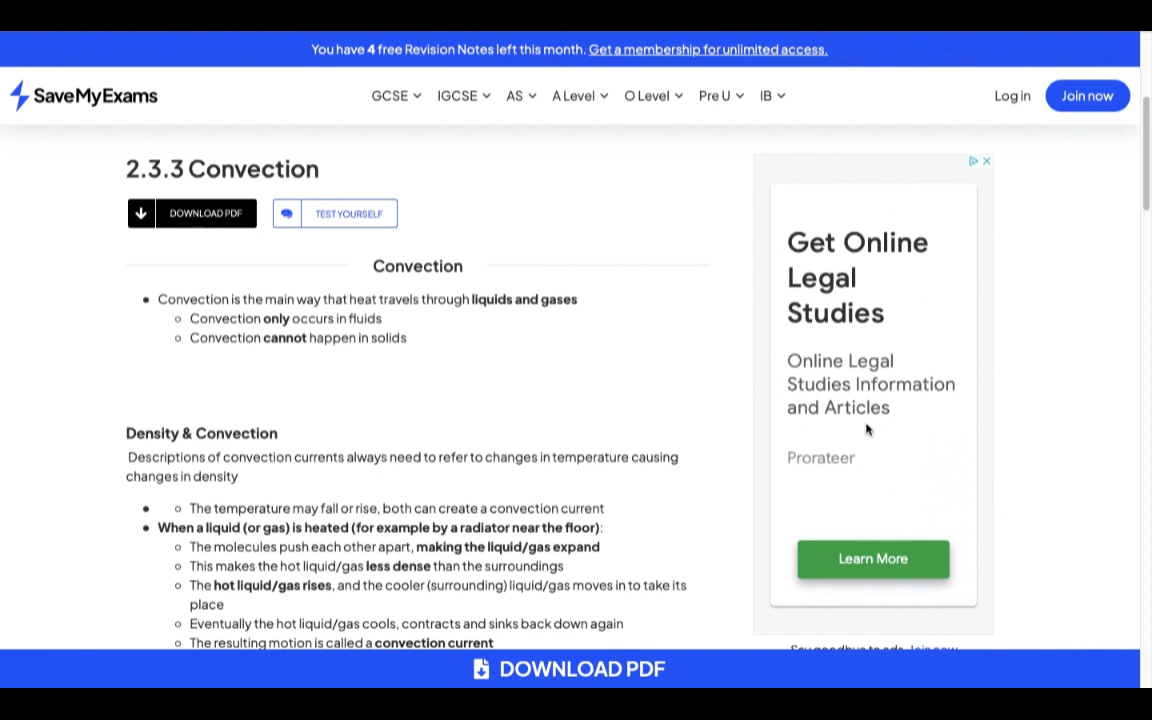 You have 4 free Revision Notes left this month. Get a membership for unlimited access.
SaveMyExams
GCSE IGCSE AS A Level O Level Pre U IB
Log in Join now
2.3.3 Convection
DOWNLOAD PDF TEST YOURSELF
Convection
Convection is the main way that heat travels through liquids and gases
Convection only occurs in fluids
Convection cannot happen in solids
Density & Convection
Descriptions of convection currents always need to refer to changes in temperature causing
changes in density
The temperature may fall or rise, both can create a convection current
When a liquid (or gas) is heated (for example by a radiator near the floor):
The molecules push each other apart, making the liquid/gas expand
This makes the hot liquid/gas less dense than the surroundings
The hot liquid/gas rises, and the cooler (surrounding) liquid/gas moves in to take its
place
Eventually the hot liquid/gas cools, contracts and sinks back down again
The resulting motion is called a convection current
Get Online
Legal
Studies
Online Legal
Studies Information
and Articles
Prorateer
Learn More
Say goodbye to ads. Join now
DOWNLOAD PDF